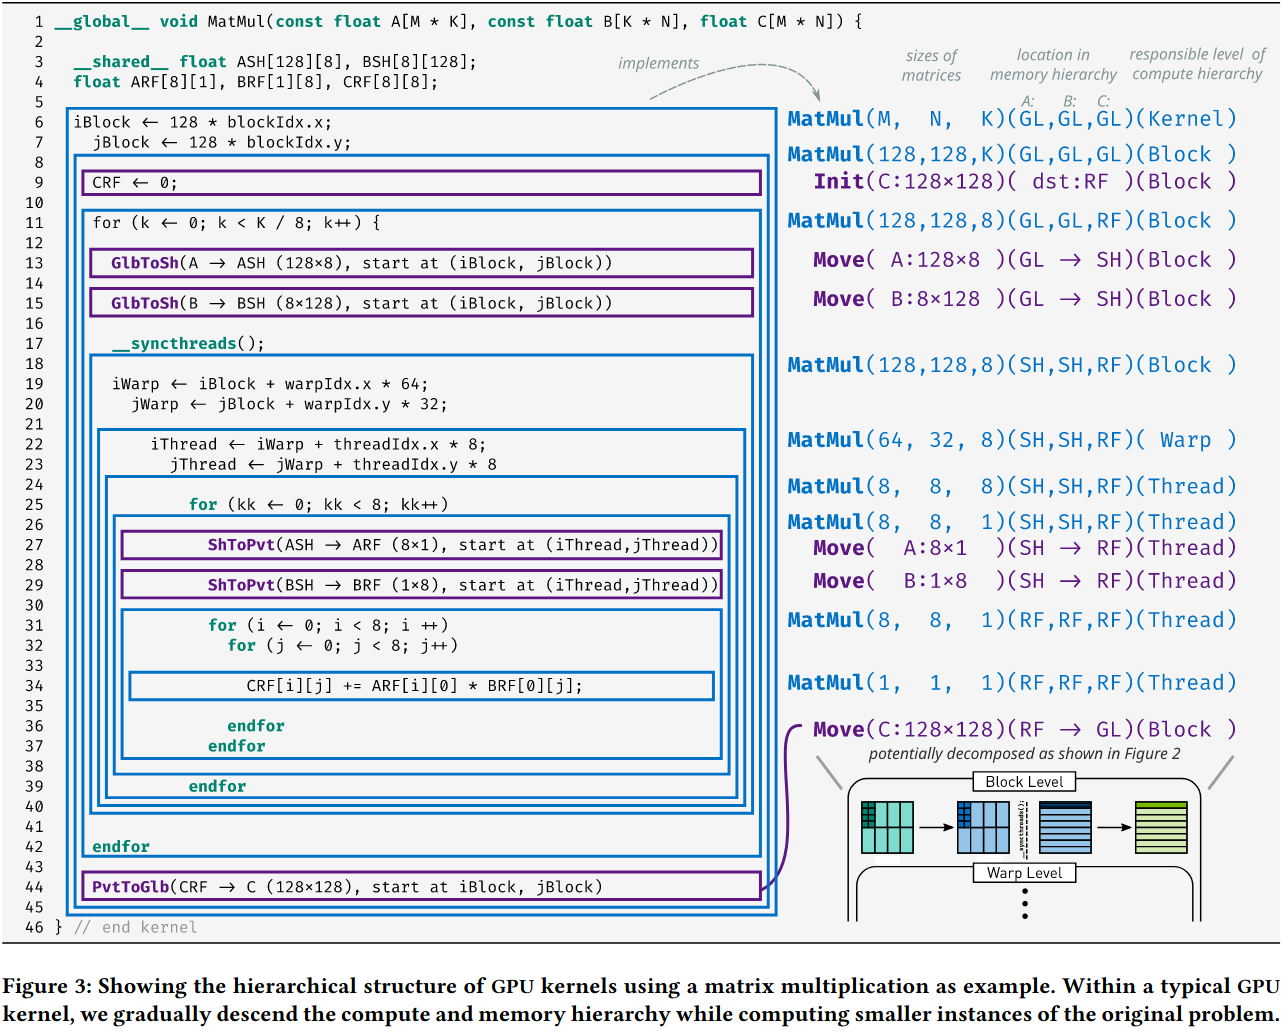 1 __global__ void MatMul(const float A[M * K], const float B[K * N], float C[M * N]) {
2
3 __shared__ float ASH[128][8], BSH[8][128];
4 float ARF[8][1], BRF[1][8], CRF[8][8];
5
6 iBlock ← 128 * blockIdx.x;
7 jBlock ← 128 * blockIdx.y;
8
9 CRF ← 0;
10
11 for (k ← 0; k < K / 8; k++) {
12
13 GlbToSh(A → ASH (128×8), start at (iBlock, jBlock))
14
15 GlbToSh(B → BSH (8×128), start at (iBlock, jBlock))
16
17 __syncthreads();
18
19 iWarp ← iBlock + warpIdx.x * 64;
20 jWarp ← jBlock + warpIdx.y * 32;
21
22 iThread ← iWarp + threadIdx.x * 8;
23 jThread ← jWarp + threadIdx.y * 8
24
25 for (kk ← 0; kk < 8; kk++)
26
27 ShToPvt(ASH → ARF (8×1), start at (iThread,jThread))
28
29 ShToPvt(BSH → BRF (1×8), start at (iThread,jThread))
30
31 for (i ← 0; i < 8; i ++)
32 for (j ← 0; j < 8; j++)
33
34 CRF[i][j] += ARF[i][0] * BRF[0][j];
35
36 endfor
37 endfor
38
39 endfor
40
41
42 endfor
43
44 PvtToGlb(CRF → C (128×128), start at iBlock, jBlock)
45
46 } // end kernel
implements
sizes of
matrices
location in
memory hierarchy
responsible level of
compute hierarchy
A: B: C:
MatMul(M, N, K)(GL,GL,GL)(Kernel)
MatMul(128,128,K)(GL,GL,GL)(Block )
Init(C:128×128)( dst:RF )(Block )
MatMul(128,128,8)(GL,GL,RF)(Block )
Move( A:128×8 )(GL → SH)(Block )
Move( B:8×128 )(GL → SH)(Block )
MatMul(128,128,8)(SH,SH,RF)(Block )
MatMul(64, 32, 8)(SH,SH,RF)( Warp )
MatMul(8, 8, 8)(SH,SH,RF)(Thread)
MatMul(8, 8, 1)(SH,SH,RF)(Thread)
Move( A:8×1 )(SH → RF)(Thread)
Move( B:1×8 )(SH → RF)(Thread)
MatMul(8, 8, 1)(RF,RF,RF)(Thread)
MatMul(1, 1, 1)(RF,RF,RF)(Thread)
Move(C:128×128)(RF → GL)(Block )
potentially decomposed as shown in Figure 2
Block Level
__syncthreads();
Warp Level
Figure 3: Showing the hierarchical structure of GPU kernels using a matrix multiplication as example. Within a typical GPU
kernel, we gradually descend the compute and memory hierarchy while computing smaller instances of the original problem.